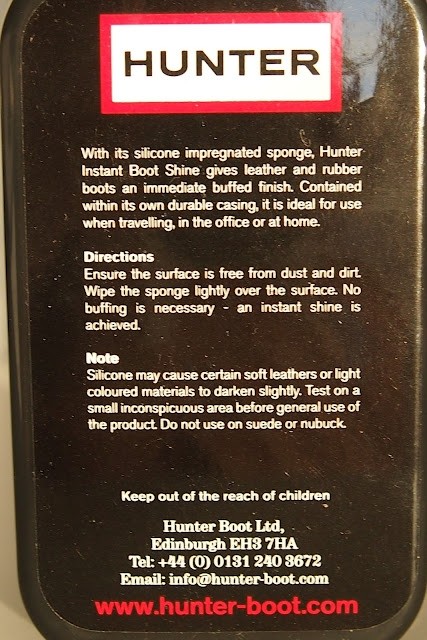 HUNTER
With its silicone impregnated sponge, Hunter
Instant Boot Shine gives leather and rubber
boots an immediate buffed finish. Contained
within its own durable casing, it is ideal for use
when travelling, in the office or at home.
Directions
Ensure the surface is free from dust and dirt.
Wipe the sponge lightly over the surface. No
buffing is necessary - an instant shine is
achieved.
Note
Silicone may cause certain soft leathers or light
coloured materials to darken slightly. Test on a
small inconspicuous area before general use of
the product. Do not use on suede or nubuck.
Keep out of the reach of children
Hunter Boot Ltd,
Edinburgh EH3 7HA
Tel: +44 (0) 0131 240 3672
Email: info@hunter-boot.com
www.hunter-boot.com